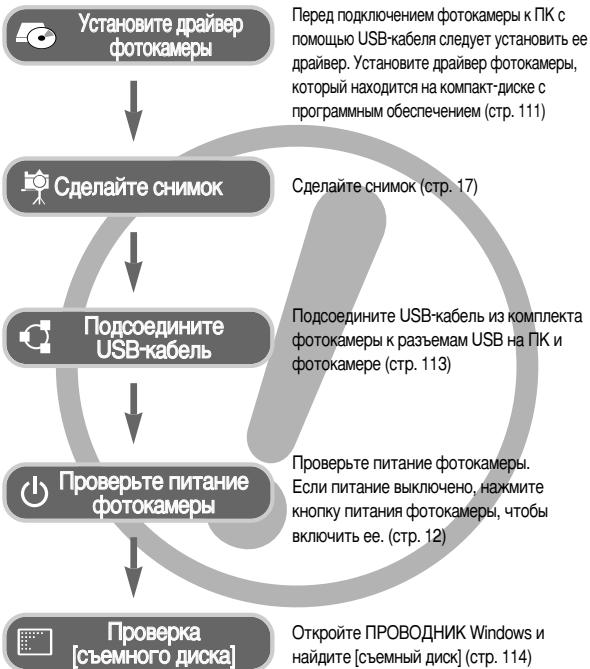 Установите драйвер
фотокамеры
Перед подключением фотокамеры к ПК с
помощью USB-кабеля следует установить ее
драйвер. Установите драйвер фотокамеры,
который находится на компакт-диске с
программным обеспечением (стр. 111)
Сделайте снимок
Сделайте снимок (стр. 17)
Подсоедините
USB-кабель
Подсоедините USB-кабель из комплекта
фотокамеры к разъемам USB на ПК и
фотокамере (стр. 113)
Проверьте питание
фотокамеры
Проверьте питание фотокамеры.
Если питание выключено, нажмите
кнопку питания фотокамеры, чтобы
включить ее. (стр. 12)
Проверка
[съемного диска]
Откройте ПРОВОДНИК Windows и
найдите [съемный диск] (стр. 114)